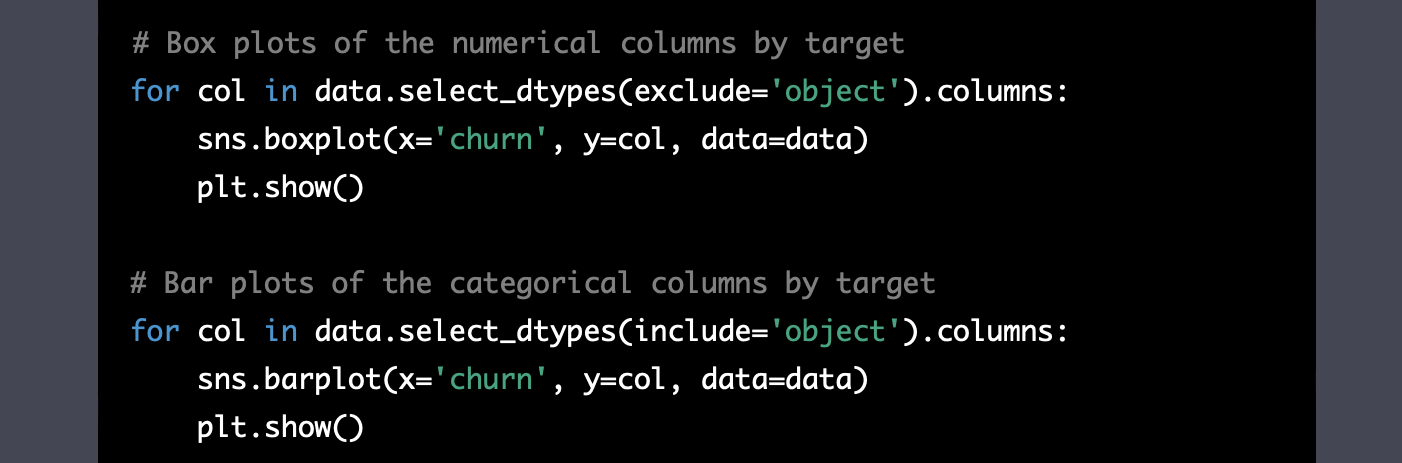 # Box plots of the numerical columns by target
for col in data.select_dtypes(exclude='object').columns:
    sns.boxplot(x='churn', y=col, data=data)
    plt.show()

# Bar plots of the categorical columns by target
for col in data.select_dtypes(include='object').columns:
    sns.barplot(x='churn', y=col, data=data)
    plt.show()